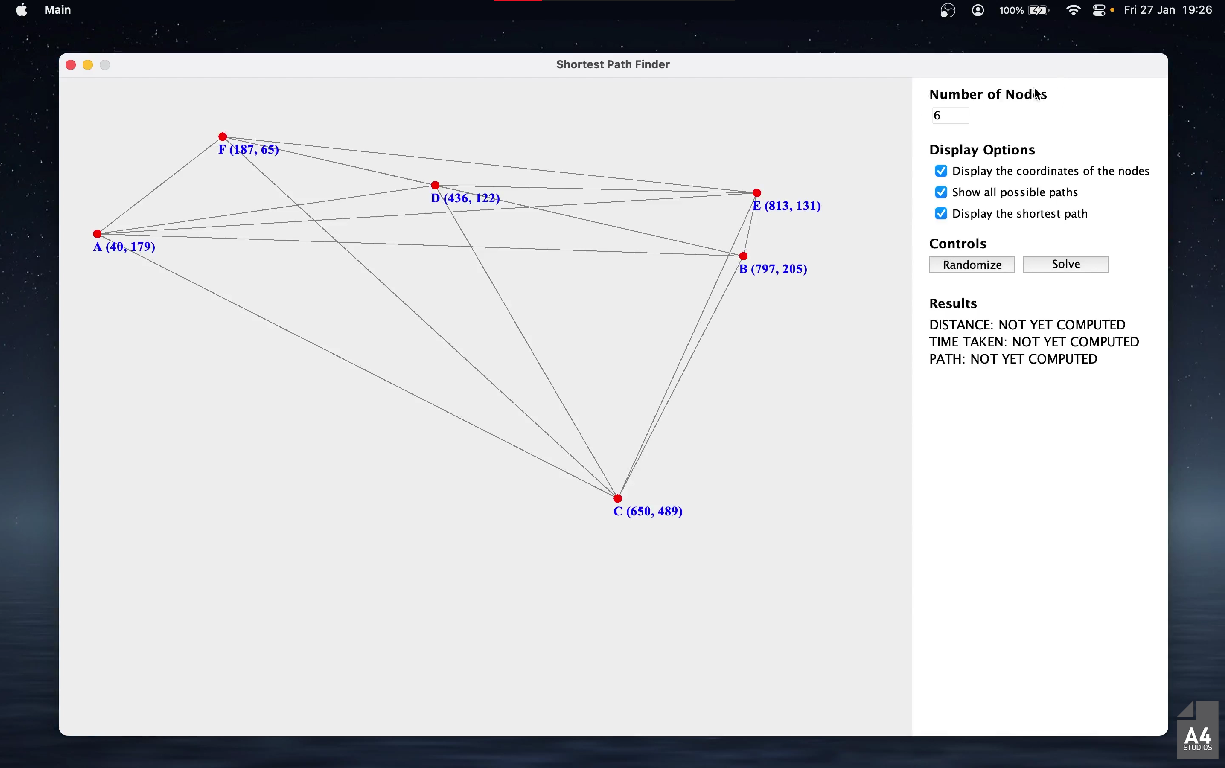 Main
100%
Fri 27 Jan 19:26
Shortest Path Finder
Number of Nodes
6
Display Options
Display the coordinates of the nodes
Show all possible paths
Display the shortest path
Controls
Randomize
Solve
Results
DISTANCE: NOT YET COMPUTED
TIME TAKEN: NOT YET COMPUTED
PATH: NOT YET COMPUTED
F (187, 65)
D (436, 122)
E (813, 131)
A (40, 179)
B (797, 205)
C (650, 489)
A4
STUDIOS